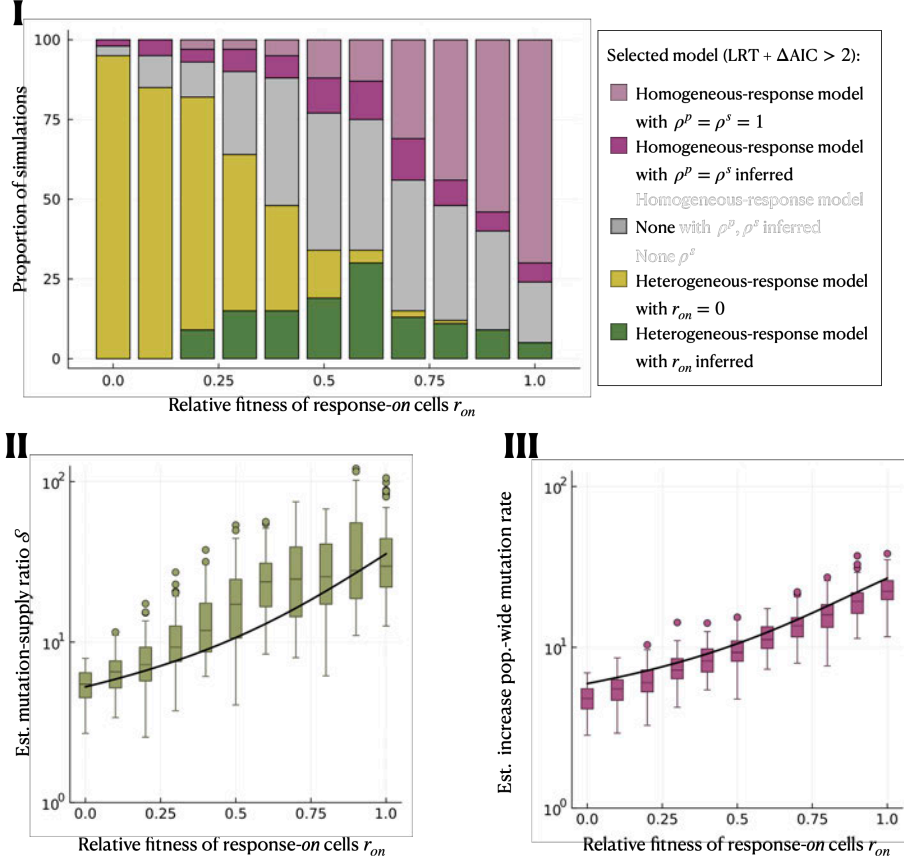 I
100
75
50
25
0
Proportion of simulations
0.0 0.25 0.5 0.75 1.0
Relative fitness of response-on cells r_on
Selected model (LRT + ΔAIC > 2):
Homogeneous-response model
with ρ^p = ρ^s = 1
Homogeneous-response model
with ρ^p = ρ^s inferred
Homogeneous-response model
None with ρ^p, ρ^s inferred
None ρ^s
Heterogeneous-response model
with r_on = 0
Heterogeneous-response model
with r_on inferred
II
10^2
10^1
10^0
Est. mutation-supply ratio 𝒮
0.0 0.25 0.5 0.75 1.0
Relative fitness of response-on cells r_on
III
10^2
10^1
10^0
Est. increase pop.-wide mutation rate
0.0 0.25 0.5 0.75 1.0
Relative fitness of response-on cells r_on